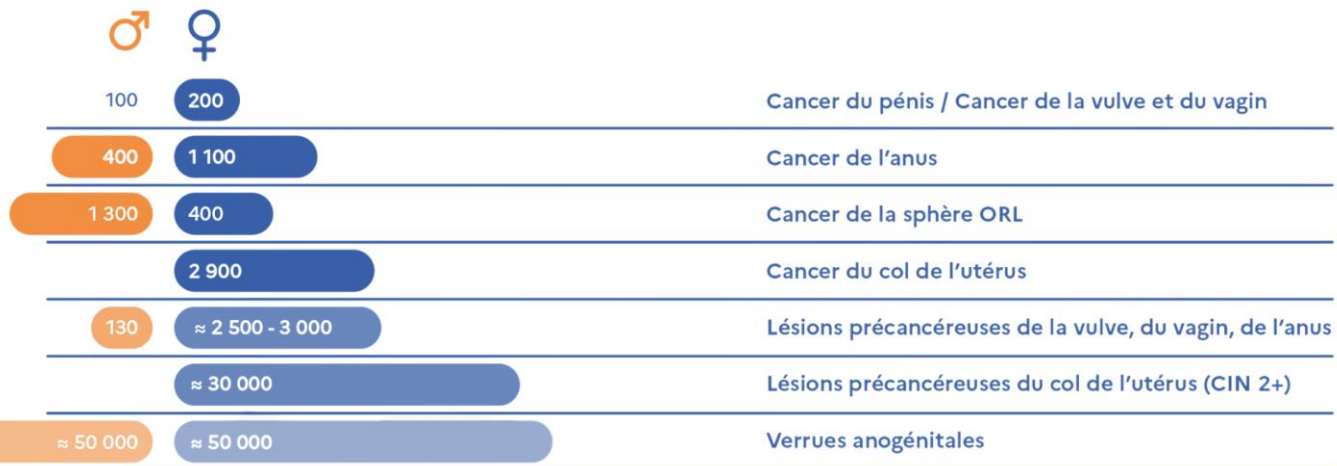 100 200 Cancer du pénis / Cancer de la vulve et du vagin
400 1 100 Cancer de l'anus
1 300 400 Cancer de la sphère ORL
2 900 Cancer du col de l'utérus
130 ≈ 2 500 - 3 000 Lésions précancéreuses de la vulve, du vagin, de l'anus
≈ 30 000 Lésions précancéreuses du col de l'utérus (CIN 2+)
≈ 50 000 ≈ 50 000 Verrues anogénitales